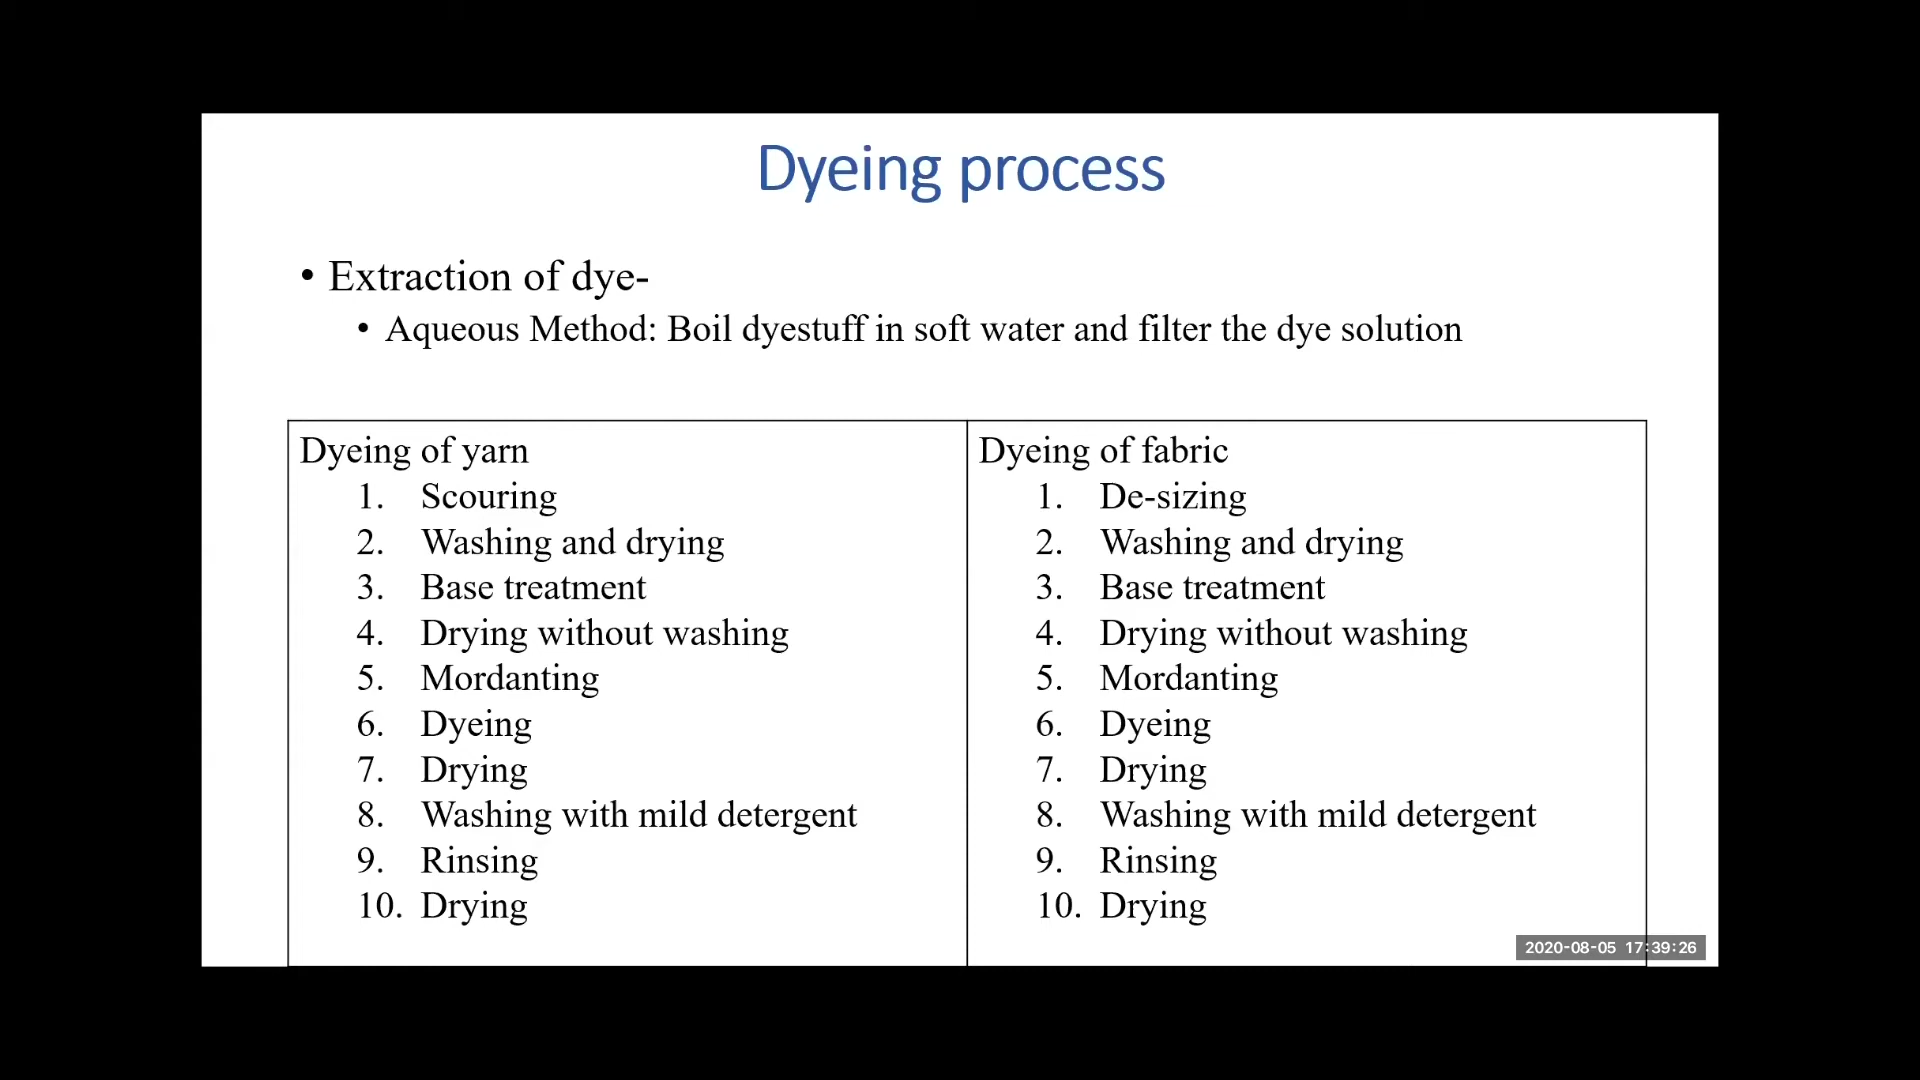 Dyeing process
• Extraction of dye-
• Aqueous Method: Boil dyestuff in soft water and filter the dye solution
Dyeing of yarn
1. Scouring
2. Washing and drying
3. Base treatment
4. Drying without washing
5. Mordanting
6. Dyeing
7. Drying
8. Washing with mild detergent
9. Rinsing
10. Drying
Dyeing of fabric
1. De-sizing
2. Washing and drying
3. Base treatment
4. Drying without washing
5. Mordanting
6. Dyeing
7. Drying
8. Washing with mild detergent
9. Rinsing
10. Drying
2020-08-05 17:39:26